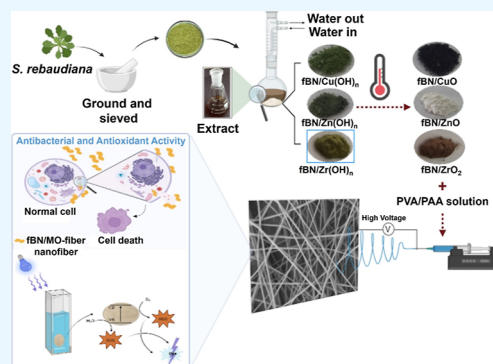 Water out
Water in
S. rebaudiana
Ground and
sieved
Extract
fBN/Cu(OH)n
fBN/Zn(OH)n
fBN/Zr(OH)n
fBN/CuO
fBN/ZnO
fBN/ZrO2
+
PVA/PAA solution
High Voltage
V
Antibacterial and Antioxidant Activity
Normal cell
Cell death
fBN/MO-fiber
nanofiber